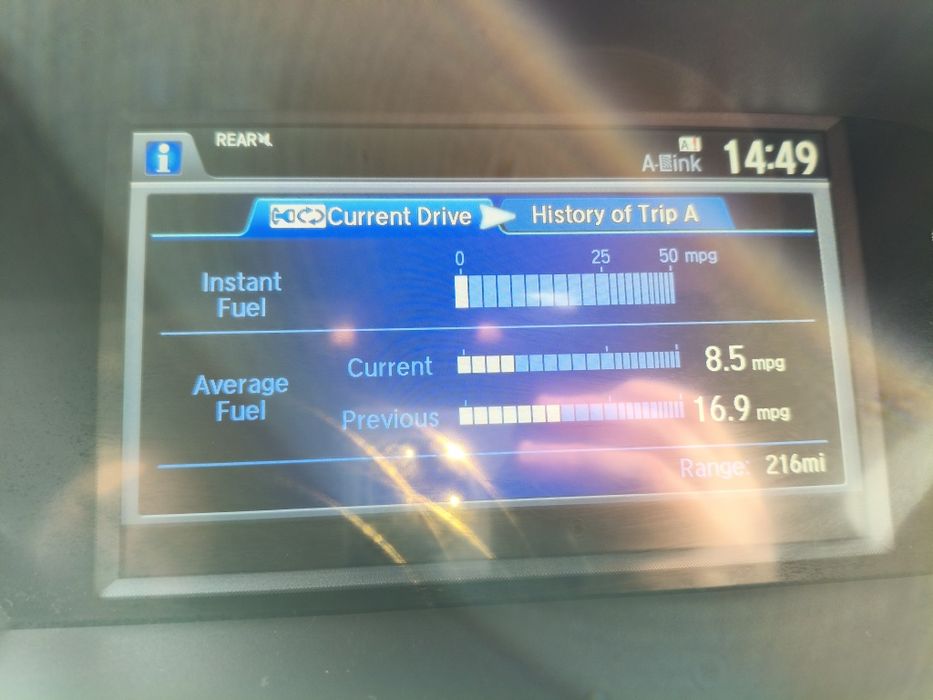 REAR
A! 
A-link 14:49
Current Drive History of Trip A
0 25 50 mpg
Instant
Fuel
Current 8.5 mpg
Average
Fuel
Previous 16.9 mpg
Range: 216mi